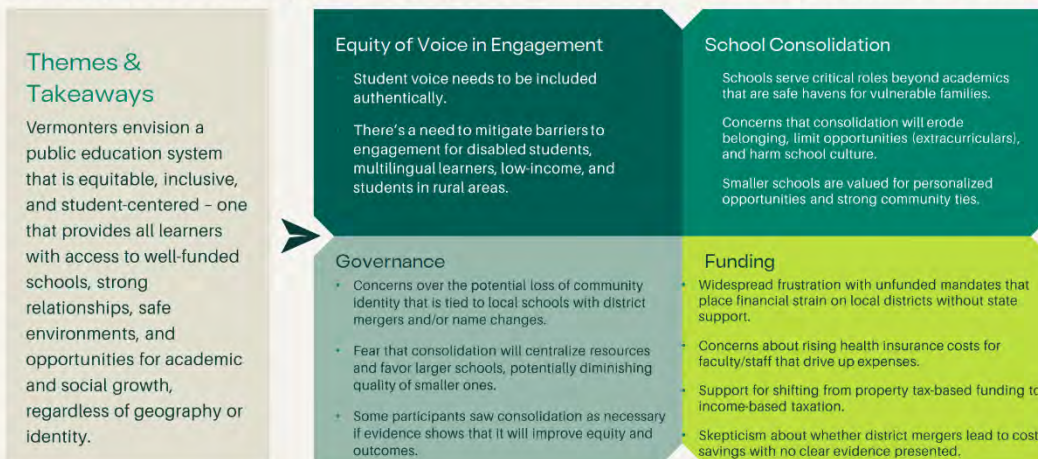 Themes &
Takeaways
Vermonters envision a
public education system
that is equitable, inclusive,
and student-centered – one
that provides all learners
with access to well-funded
schools, strong
relationships, safe
environments, and
opportunities for academic
and social growth,
regardless of geography or
identity.
Equity of Voice in Engagement
Student voice needs to be included
authentically.
There's a need to mitigate barriers to
engagement for disabled students,
multilingual learners, low-income, and
students in rural areas.
School Consolidation
Schools serve critical roles beyond academics
that are safe havens for vulnerable families.
Concerns that consolidation will erode
belonging, limit opportunities (extracurriculars),
and harm school culture.
Smaller schools are valued for personalized
opportunities and strong community ties.
Governance
• Concerns over the potential loss of community
identity that is tied to local schools with district
mergers and/or name changes.
• Fear that consolidation will centralize resources
and favor larger schools, potentially diminishing
quality of smaller ones.
• Some participants saw consolidation as necessary
if evidence shows that it will improve equity and
outcomes.
Funding
• Widespread frustration with unfunded mandates that
place financial strain on local districts without state
support.
• Concerns about rising health insurance costs for
faculty/staff that drive up expenses.
• Support for shifting from property tax-based funding to
income-based taxation.
• Skepticism about whether district mergers lead to cost
savings with no clear evidence presented.